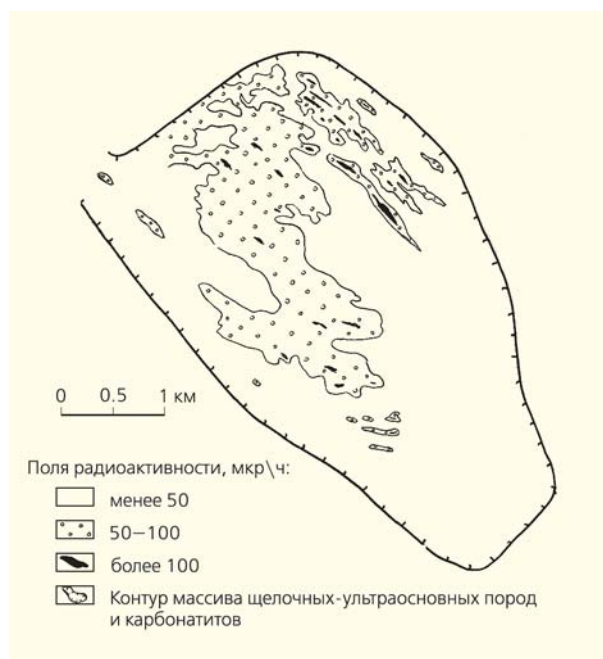 0 0.5 1 км
Поля радиоактивности, мкр\ч:
менее 50
50–100
более 100
Контур массива щелочных-ультраосновных пород
и карбонатитов